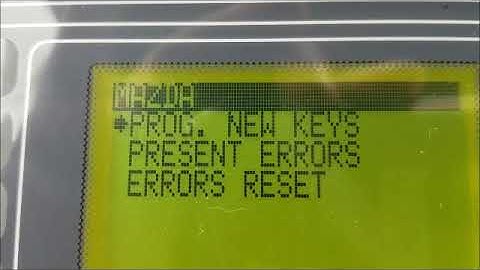 MAZDA
PROG. NEW KEYS
PRESENT ERRORS
ERRORS RESET